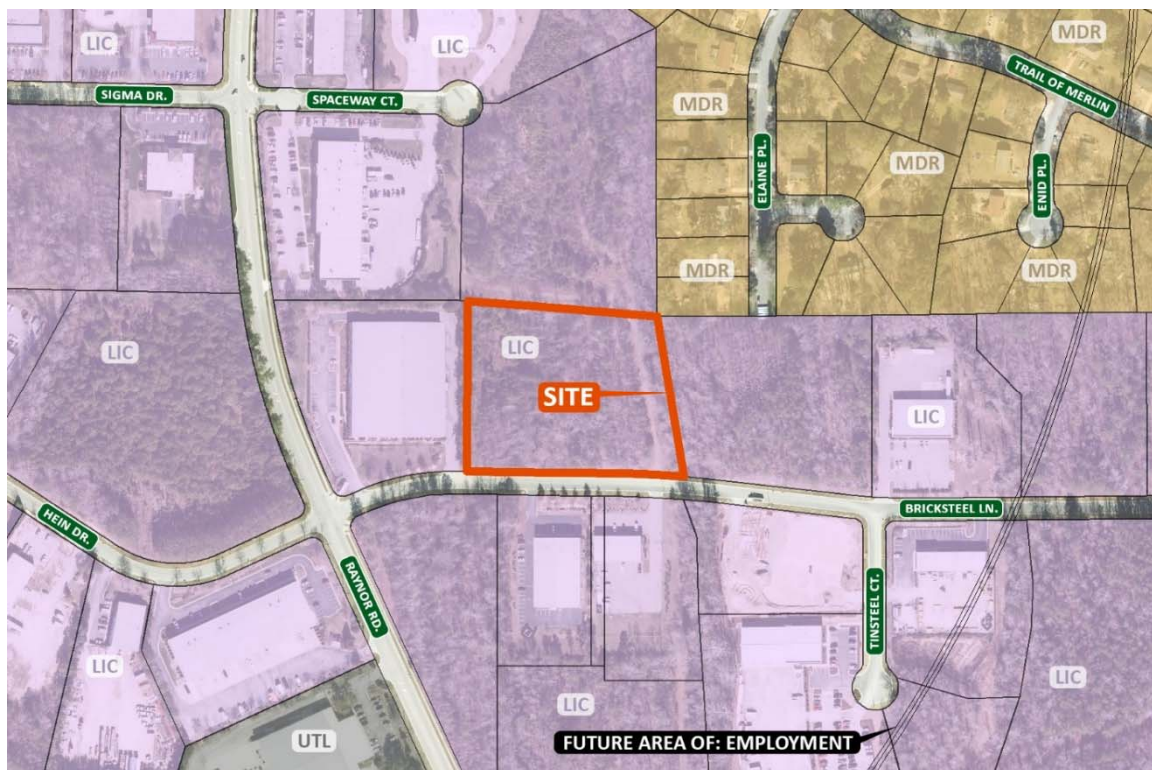 LIC
LIC
MDR
TRAIL OF MERLIN
SIGMA DR.
SPACEWAY CT.
MDR
ELAINE PL.
MDR
ENID PL.
MDR
MDR
LIC
LIC
SITE
LIC
BRICKSTEEL LN.
HEIN DR.
RAYNOR RD.
TINSTEEL CT.
LIC
LIC
LIC
UTL
FUTURE AREA OF: EMPLOYMENT